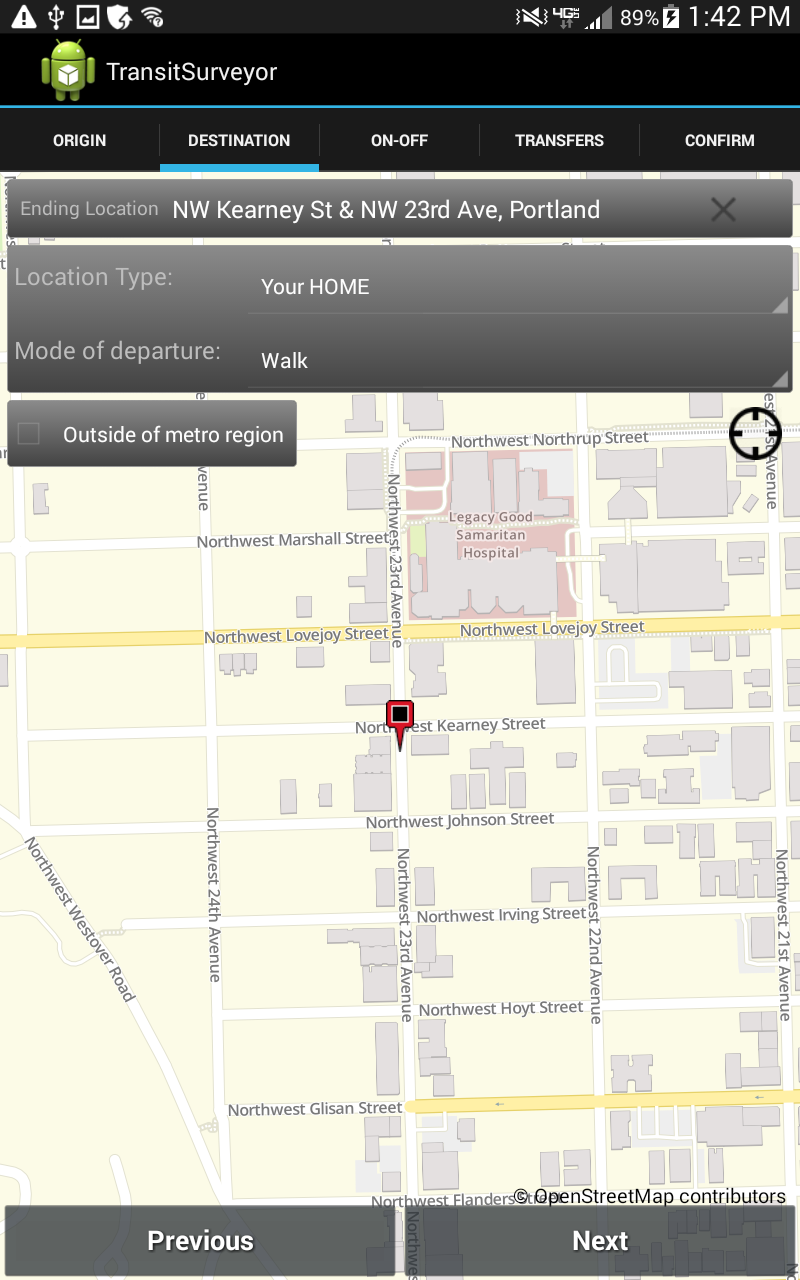 89% 1:42 PM
TransitSurveyor
ORIGIN DESTINATION ON-OFF TRANSFERS CONFIRM
Ending Location NW Kearney St & NW 23rd Ave, Portland
Location Type: Your HOME
Mode of departure: Walk
Outside of metro region
Northwest Northrup Street
Avenue
Northwest 23rd Avenue
Legacy Good
Samaritan
Hospital
Northwest Marshall Street
Northwest Lovejoy Street
Northwest Lovejoy Street
Kearney Street
Northwest Johnson Street
Northwest Westover Road
Northwest 24th Avenue
Northwest 23rd Avenue
Northwest 22nd Avenue
Northwest 21st Avenue
Northwest Irving Street
Northwest Hoyt Street
Northwest Glisan Street
Northwest Flanders
© OpenStreetMap contributors
Previous Next